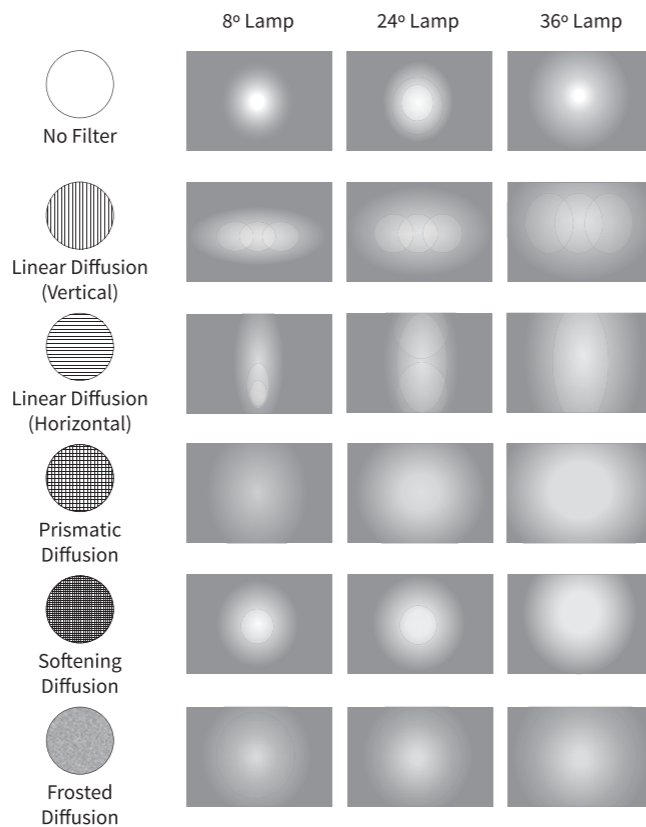 8º Lamp
24º Lamp
36º Lamp
No Filter
Linear Diffusion
(Vertical)
Linear Diffusion
(Horizontal)
Prismatic
Diffusion
Softening
Diffusion
Frosted
Diffusion